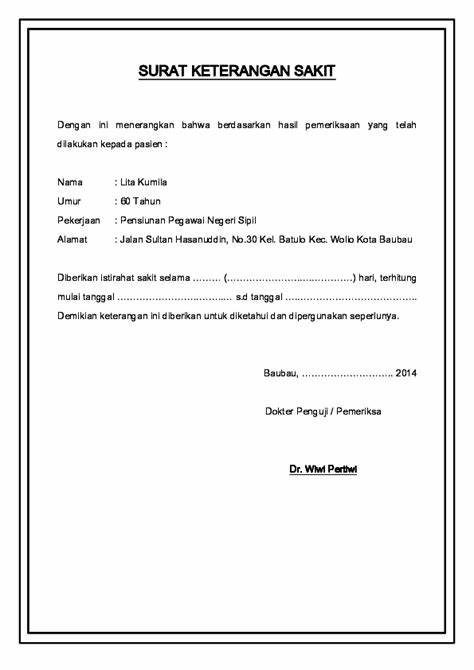 SURAT KETERANGAN SAKIT
Dengan ini menerangkan bahwa berdasarkan hasil pemeriksaan yang telah
dilakukan kepada pasien :
Nama : Lita Kumila
Umur : 60 Tahun
Pekerjaan : Pensiunan Pegawai Negeri Sipil
Alamat : Jalan Sultan Hasanuddin, No.30 Kel. Batulo Kec. Wolio Kota Baubau
Diberikan istirahat sakit selama ……… (……………………………) hari, terhitung
mulai tanggal ………………………… s.d tanggal ……………………………
Demikian keterangan ini diberikan untuk diketahui dan dipergunakan seperlunya.
Baubau, ……………………… 2014
Dokter Penguji / Pemeriksa
Dr. Wiwi Pertiwi